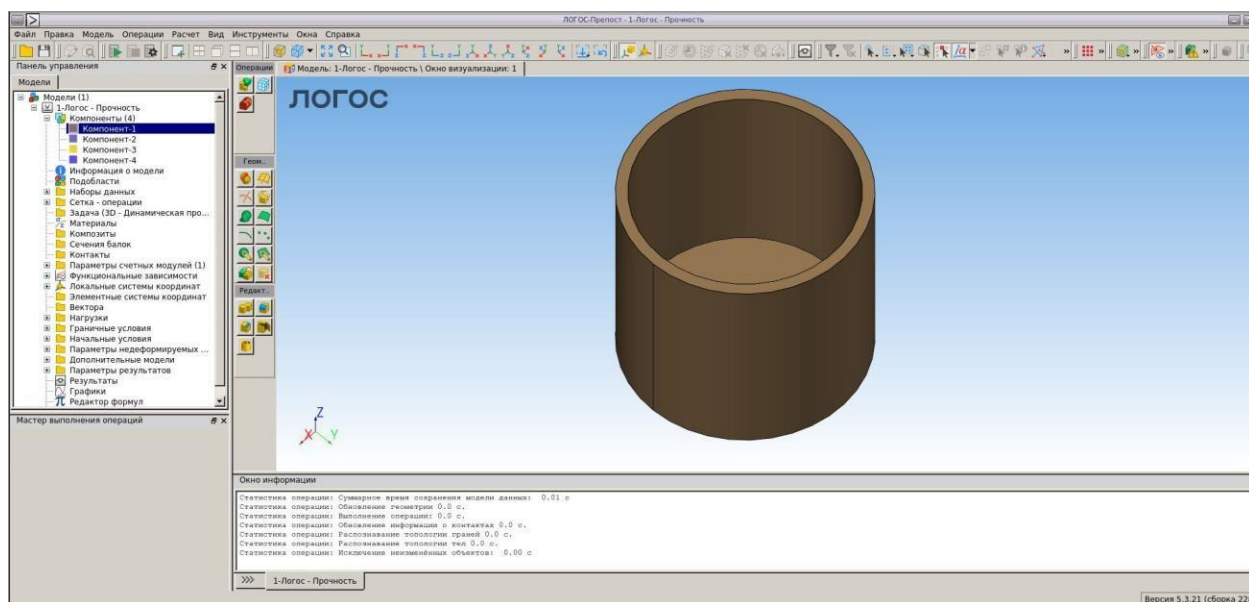 ЛОГОС-Препост - 1-Логос - Прочность
Файл Правка Модель Операции Расчет Вид Инструменты Окна Справка
Панель управления
Модели
Модели (1)
1-Логос - Прочность
Компоненты (4)
Компонент-1
Компонент-2
Компонент-3
Компонент-4
Информация о модели
Подобласти
Наборы данных
Сетка - операции
Задача (3D - Динамическая про...
Материалы
Композиты
Сечения балок
Контакты
Параметры счетных модулей (1)
Функциональные зависимости
Локальные системы координат
Элементные системы координат
Вектора
Нагрузки
Граничные условия
Начальные условия
Параметры недеформируемых ...
Дополнительные модели
Параметры результатов
Результаты
Графики
Редактор формул
Мастер выполнения операций
Операции
Геом..
Редакт..
Модель: 1-Логос - Прочность \ Окно визуализации: 1
ЛОГОС
Z
X
Y
Окно информации
Статистика операции: Суммарное время сохранения модели данных: 0.01 с
Статистика операции: Обновление геометрии 0.0 с.
Статистика операции: Выполнение операции: 0.0 с.
Статистика операции: Обновление информации о контактах 0.0 с.
Статистика операции: Распознавание топологии граней 0.0 с.
Статистика операции: Распознавание топологии тел 0.0 с.
Статистика операции: Исключение неизменённых объектов: 0.00 с
1-Логос - Прочность
Версия 5.3.21 (сборка 22